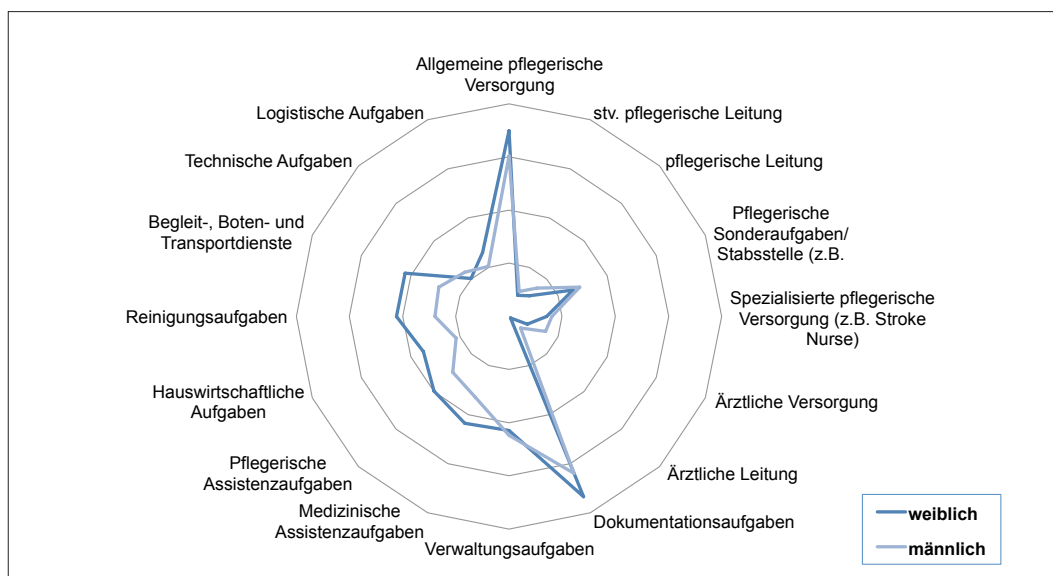 Allgemeine pflegerische
Versorgung
stv. pflegerische Leitung
pflegerische Leitung
Pflegerische
Sonderaufgaben/
Stabsstelle (z.B.
Spezialisierte pflegerische
Versorgung (z.B. Stroke
Nurse)
Ärztliche Versorgung
Ärztliche Leitung
Dokumentationsaufgaben
Verwaltungsaufgaben
Medizinische
Assistenzaufgaben
Pflegerische
Assistenzaufgaben
Hauswirtschaftliche
Aufgaben
Reinigungsaufgaben
Begleit-, Boten- und
Transportdienste
Technische Aufgaben
Logistische Aufgaben
weiblich
männlich